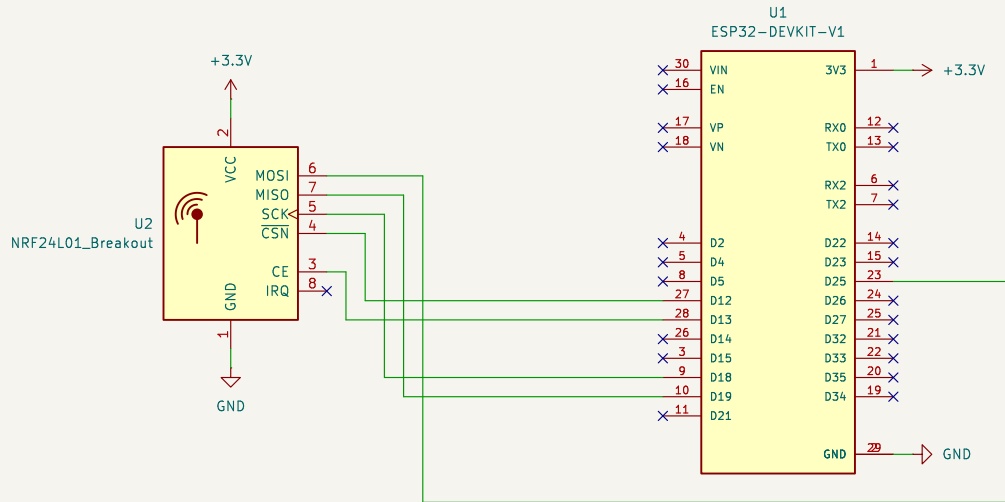 U1
ESP32-DEVKIT-V1
+3.3V
2
VCC
MOSI 6
MISO 7
SCK 5
CSN 4
CE 3
IRQ 8
GND
1
GND
U2
NRF24L01_Breakout
30 VIN
16 EN
17 VP
18 VN
4 D2
5 D4
8 D5
27 D12
28 D13
26 D14
3 D15
9 D18
10 D19
11 D21
3V3 1 +3.3V
RX0 12
TX0 13
RX2 6
TX2 7
D22 14
D23 15
D25 23
D26 24
D27 25
D32 21
D33 22
D35 20
D34 19
GND GND